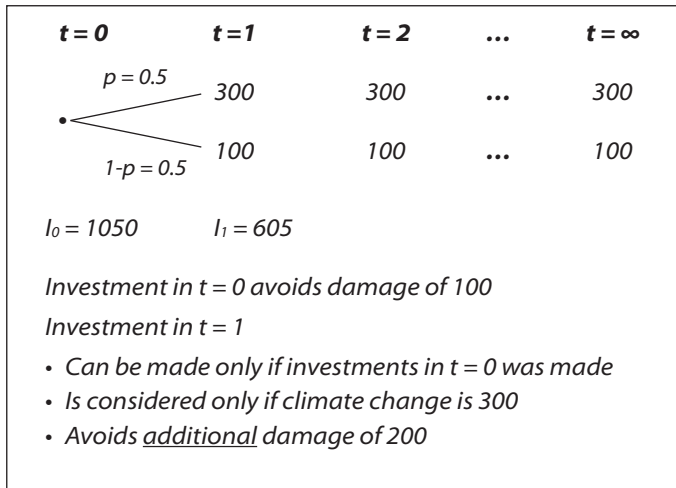 t = 0 t =1 t = 2 ... t = ∞
p = 0.5
300 300 ... 300
100 100 ... 100
1-p = 0.5
I₀ = 1050 I₁ = 605
Investment in t = 0 avoids damage of 100
Investment in t = 1
• Can be made only if investments in t = 0 was made
• Is considered only if climate change is 300
• Avoids additional damage of 200